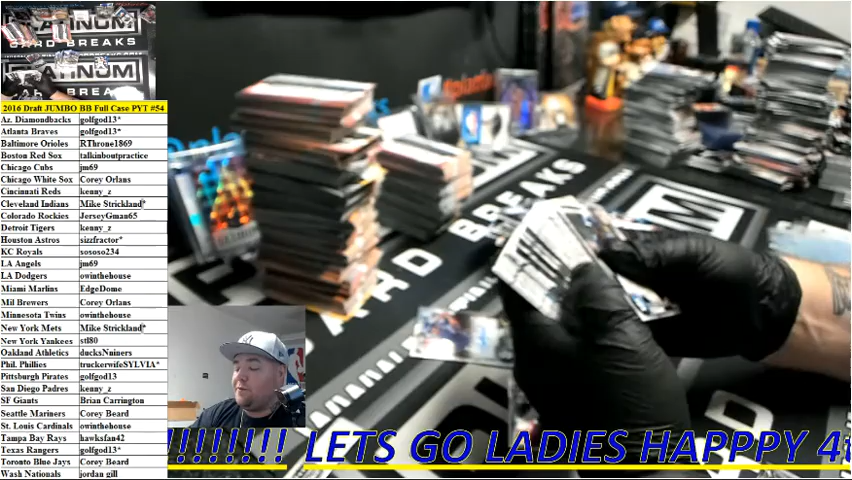 PLATINUM
CARD BREAKS
2016 Draft JUMBO BB Full Case PYT #54
Az. Diamondbacks golfgod13*
Atlanta Braves golfgod13*
Baltimore Orioles RThrone1869
Boston Red Sox talkinboutpractice
Chicago Cubs jm69
Chicago White Sox Corey Orlans
Cincinnati Reds kenny_z
Cleveland Indians Mike Strickland*
Colorado Rockies JerseyGman65
Detroit Tigers kenny_z
Houston Astros sizzfractor*
KC Royals sososo234
LA Angels jm69
LA Dodgers owinthehouse
Miami Marlins EdgeDome
Mil Brewers Corey Orlans
Minnesota Twins owinthehouse
New York Mets Mike Strickland*
New York Yankees stl80
Oakland Athletics ducksNniners
Phil. Phillies truckerwifeSYLVIA*
Pittsburgh Pirates golfgod13
San Diego Padres kenny_z
SF Giants Brian Carrington
Seattle Mariners Corey Beard
St. Louis Cardinals owinthehouse
Tampa Bay Rays hawksfan42
Texas Rangers golfgod13*
Toronto Blue Jays Corey Beard
Wash Nationals jordan gill
CARD BREAKS
!!!!!!!! LETS GO LADIES HAPPPY 4t